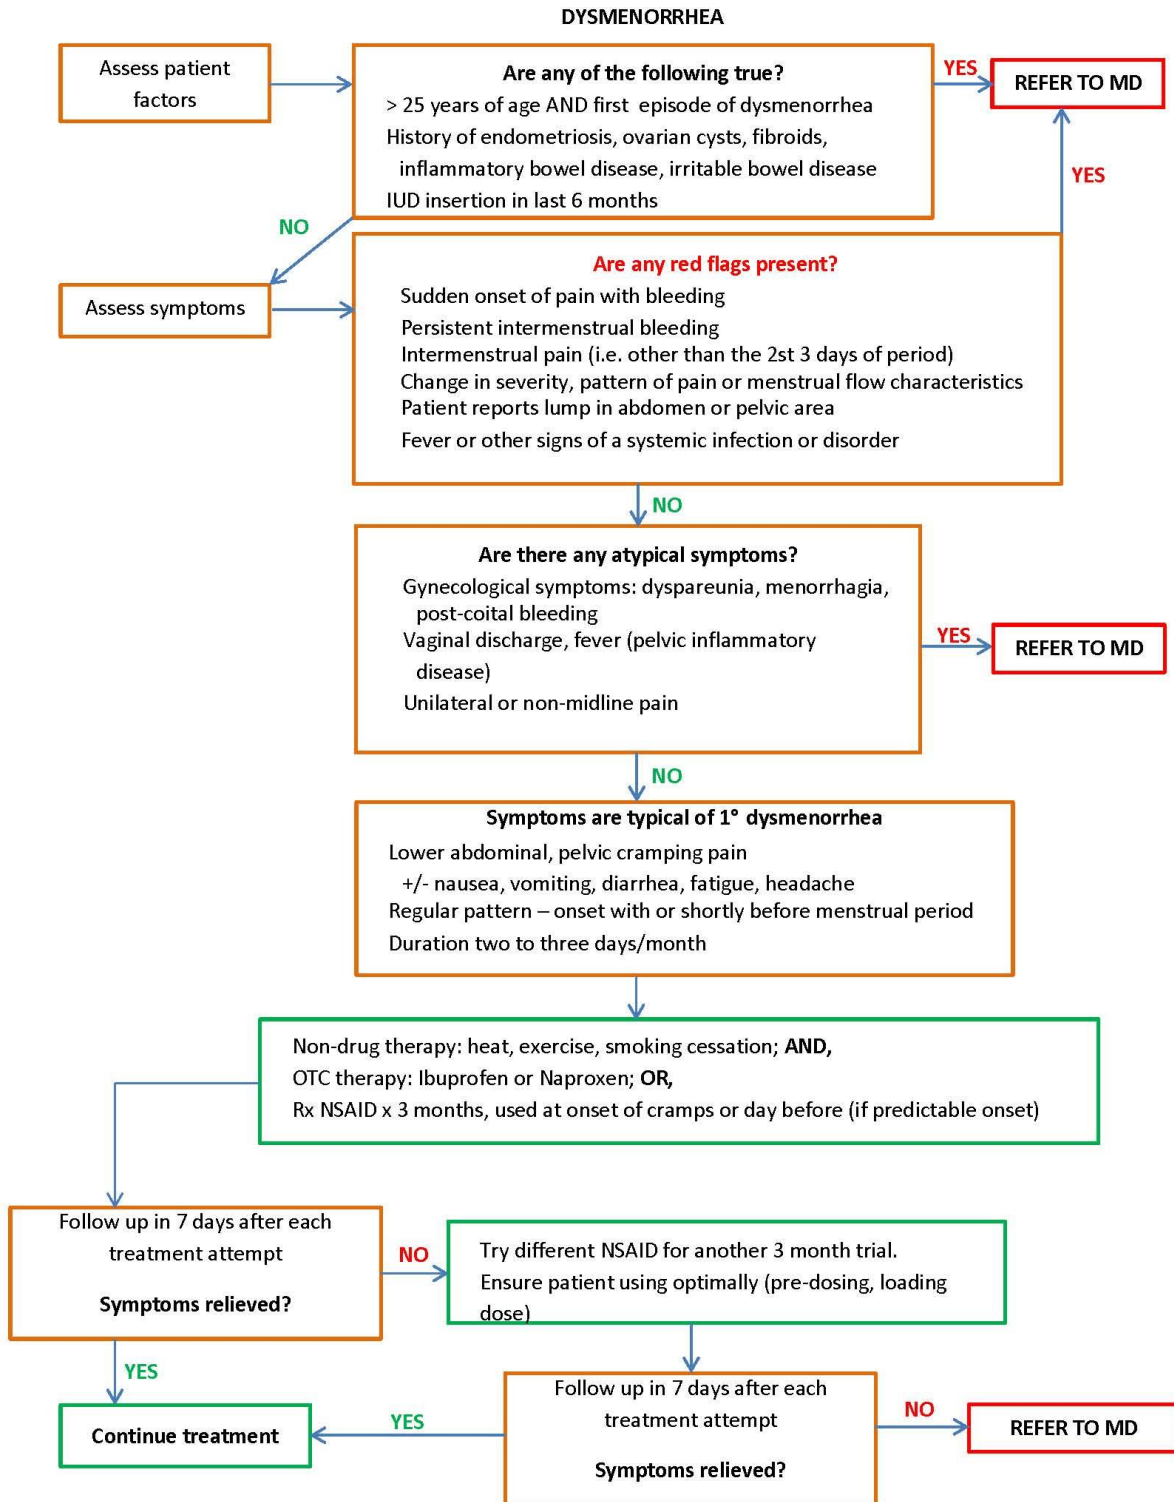 DYSMENORRHEA
Assess patient
factors
Are any of the following true?
> 25 years of age AND first episode of dysmenorrhea
History of endometriosis, ovarian cysts, fibroids,
inflammatory bowel disease, irritable bowel disease
IUD insertion in last 6 months
YES
REFER TO MD
YES
NO
Assess symptoms
Are any red flags present?
Sudden onset of pain with bleeding
Persistent intermenstrual bleeding
Intermenstrual pain (i.e. other than the 2st 3 days of period)
Change in severity, pattern of pain or menstrual flow characteristics
Patient reports lump in abdomen or pelvic area
Fever or other signs of a systemic infection or disorder
NO
Are there any atypical symptoms?
Gynecological symptoms: dyspareunia, menorrhagia,
post-coital bleeding
Vaginal discharge, fever (pelvic inflammatory
disease)
Unilateral or non-midline pain
YES
REFER TO MD
NO
Symptoms are typical of 1° dysmenorrhea
Lower abdominal, pelvic cramping pain
+/- nausea, vomiting, diarrhea, fatigue, headache
Regular pattern – onset with or shortly before menstrual period
Duration two to three days/month
Non-drug therapy: heat, exercise, smoking cessation; AND,
OTC therapy: Ibuprofen or Naproxen; OR,
Rx NSAID x 3 months, used at onset of cramps or day before (if predictable onset)
Follow up in 7 days after each
treatment attempt
Symptoms relieved?
NO
Try different NSAID for another 3 month trial.
Ensure patient using optimally (pre-dosing, loading
dose)
YES
Continue treatment
YES
Follow up in 7 days after each
treatment attempt
Symptoms relieved?
NO
REFER TO MD